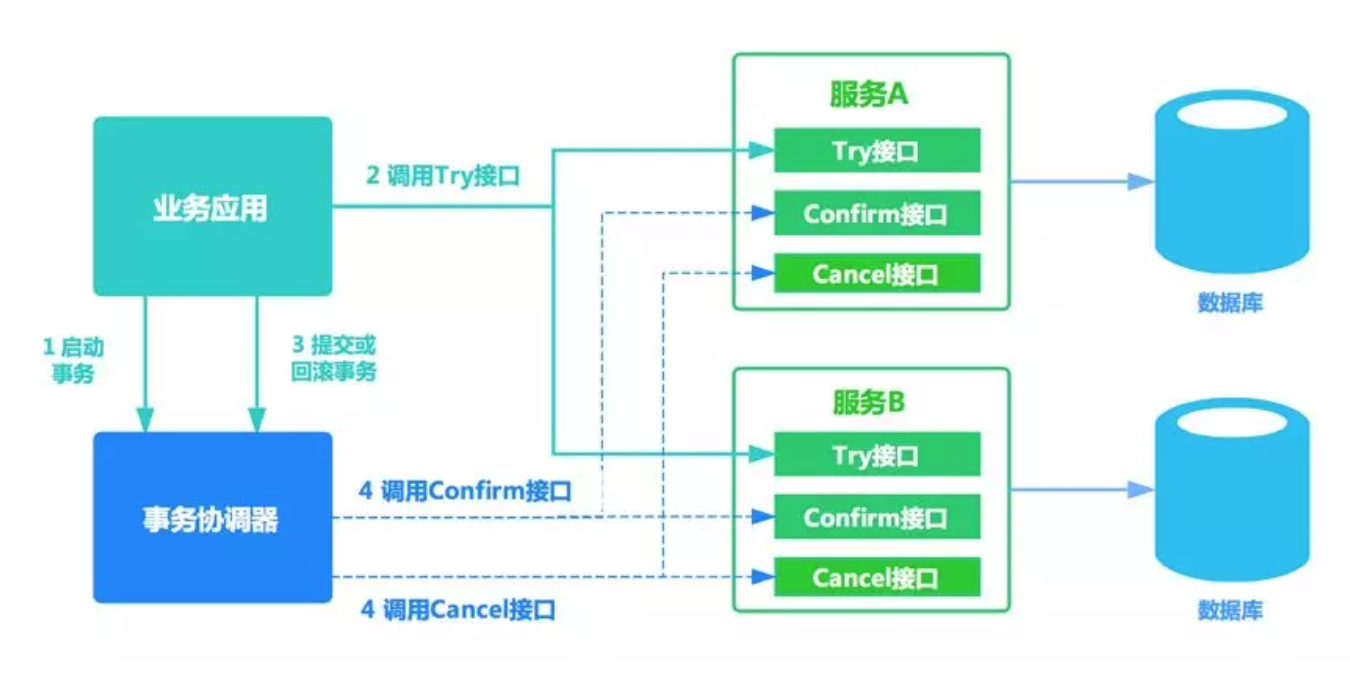 服务A
Try接口
2 调用Try接口
业务应用
Confirm接口
Cancel接口
数据库
1 启动
事务
3 提交或
回滚事务
服务B
Try接口
4 调用Confirm接口
事务协调器
Confirm接口
Cancel接口
4 调用Cancel接口
数据库